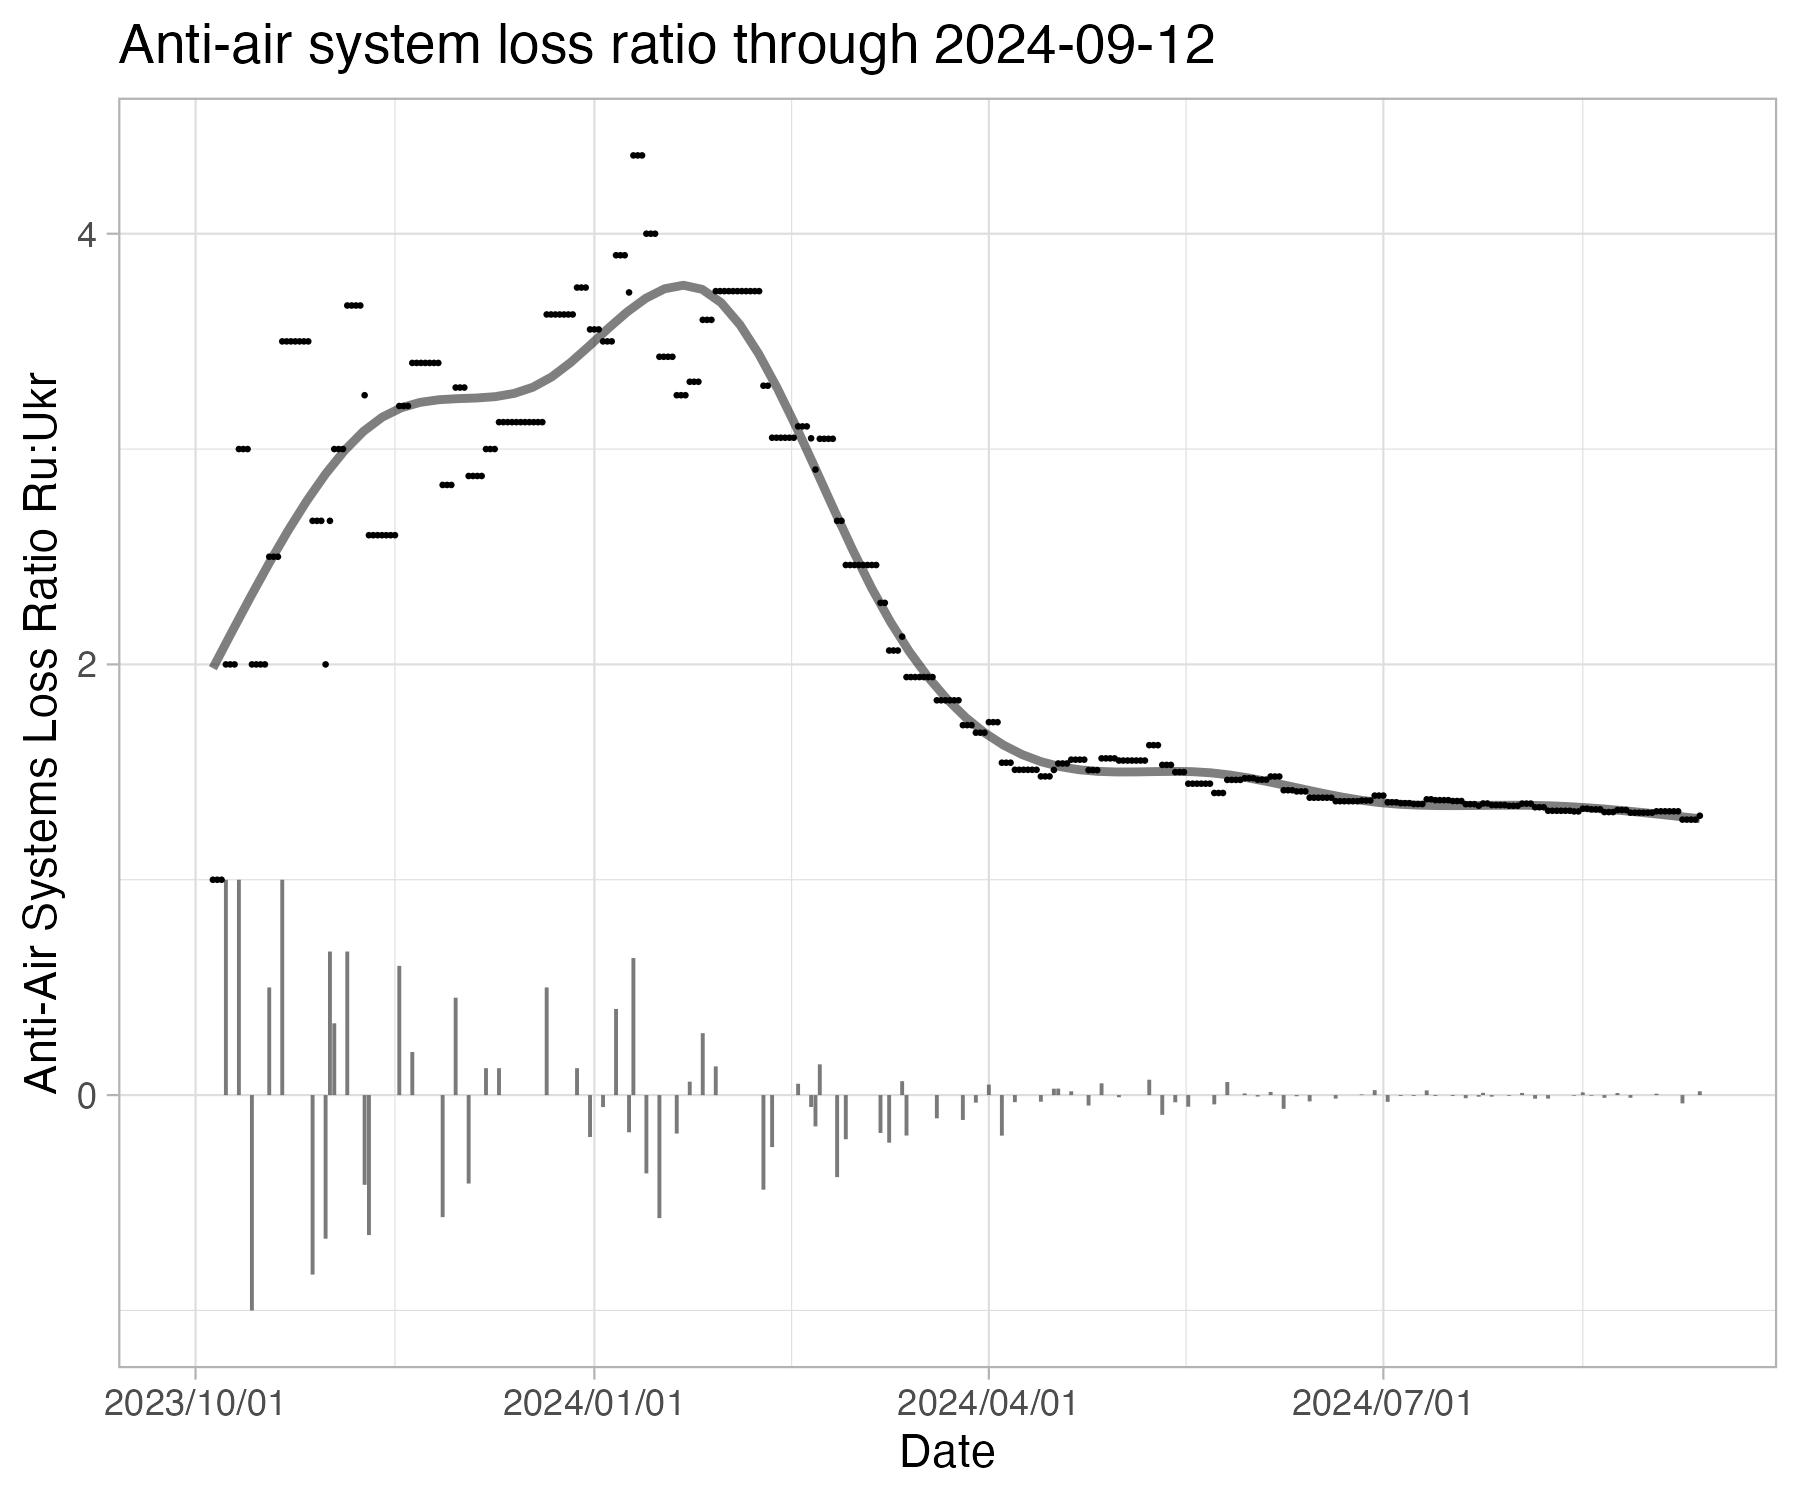 Anti-air system loss ratio through 2024-09-12
Anti-Air Systems Loss Ratio Ru:Ukr
4
2
0
2023/10/01
2024/01/01
2024/04/01
2024/07/01
Date